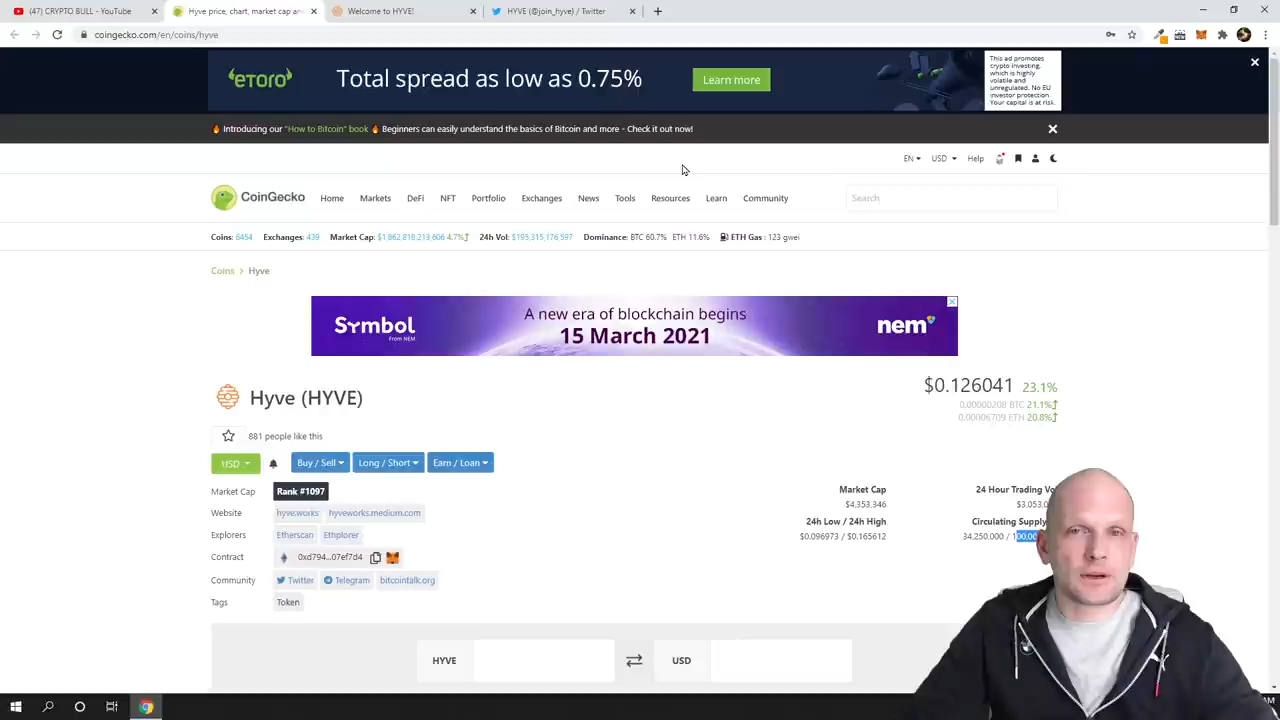 (47) CRYPTO BULL - YouTube
Hyve price, chart, market cap an
Welcome to HYVE!
HYVE (@join_hyve) / Twitter
coingecko.com/en/coins/hyve
eTORO Total spread as low as 0.75% Learn more
This ad promotes
crypto investing,
which is highly
volatile and
unregulated. No EU
investor protection.
Your capital is at risk.
Introducing our "How to Bitcoin" book Beginners can easily understand the basics of Bitcoin and more - Check it out now!
EN USD Help
CoinGecko Home Markets DeFi NFT Portfolio Exchanges News Tools Resources Learn Community Search
Coins: 6454 Exchanges: 439 Market Cap: $1,862,818,213,606 4.7% 24h Vol: $195,315,176,597 Dominance: BTC 60.7% ETH 11.6% ETH Gas : 123 gwei
Coins > Hyve
Symbol
From NEM
A new era of blockchain begins
15 March 2021
nem
Hyve (HYVE)
$0.126041 23.1%
0.00000208 BTC 21.1%
0.00006709 ETH 20.8%
881 people like this
USD Buy / Sell Long / Short Earn / Loan
Market Cap Rank #1097
Website hyve.works hyveworks.medium.com
Explorers Etherscan Ethplorer
Contract 0xd794...07ef7d4
Community Twitter Telegram bitcointalk.org
Tags Token
Market Cap
$4,353,346
24 Hour Trading Vo
$3,053,0
24h Low / 24h High
$0.096973 / $0.165612
Circulating Supply
34,250,000 / 100,00
HYVE USD
AM